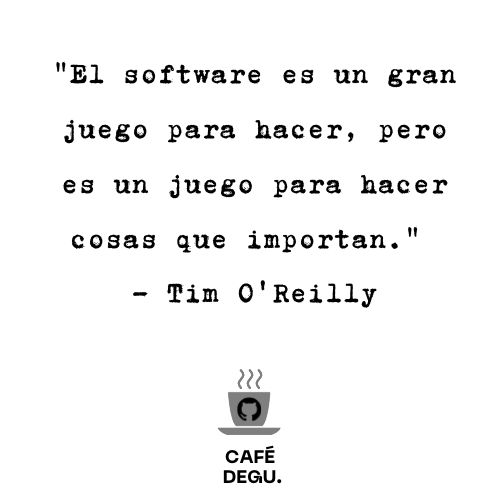 "El software es un gran
juego para hacer, pero
es un juego para hacer
cosas que importan."
- Tim O'Reilly
CAFÉ
DEGU.